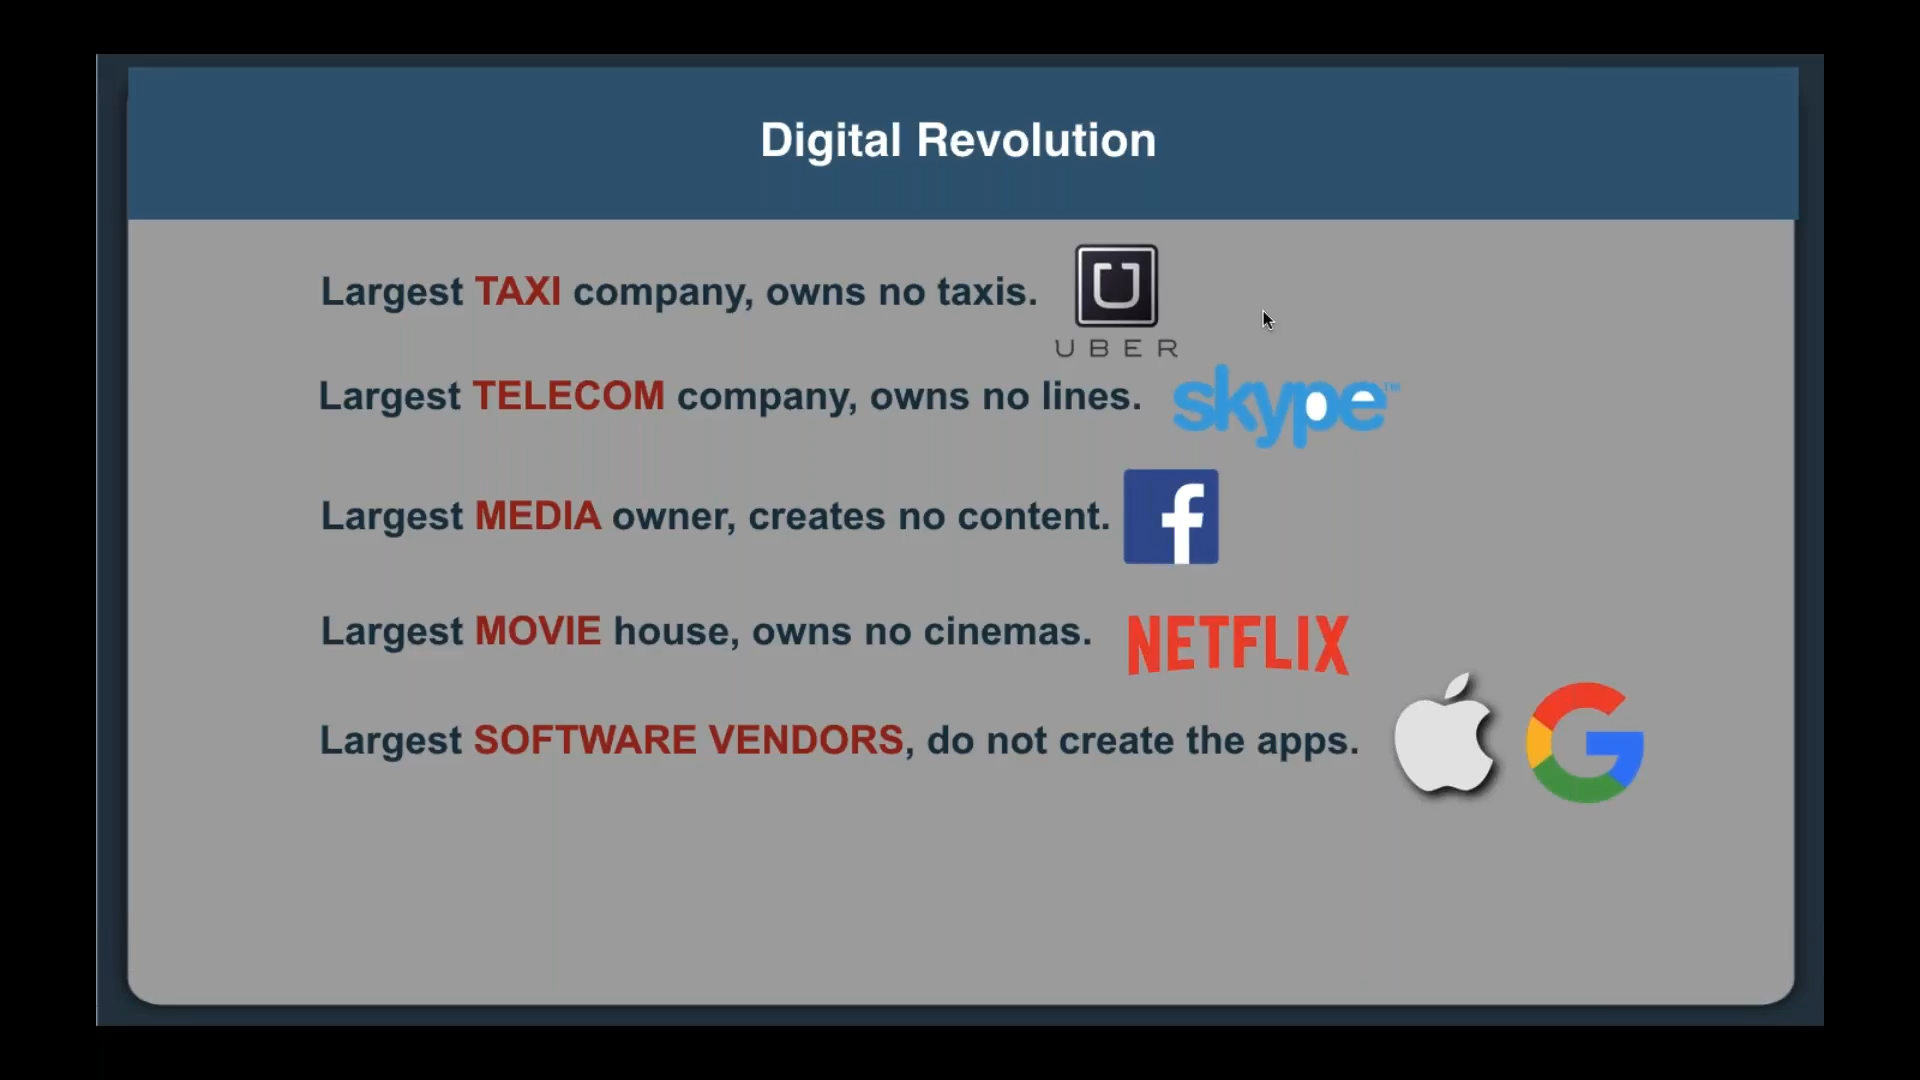 Digital Revolution
Largest TAXI company, owns no taxis.
U
UBER
Largest TELECOM company, owns no lines.
skype™
Largest MEDIA owner, creates no content.
f
Largest MOVIE house, owns no cinemas.
NETFLIX
Largest SOFTWARE VENDORS, do not create the apps.
G